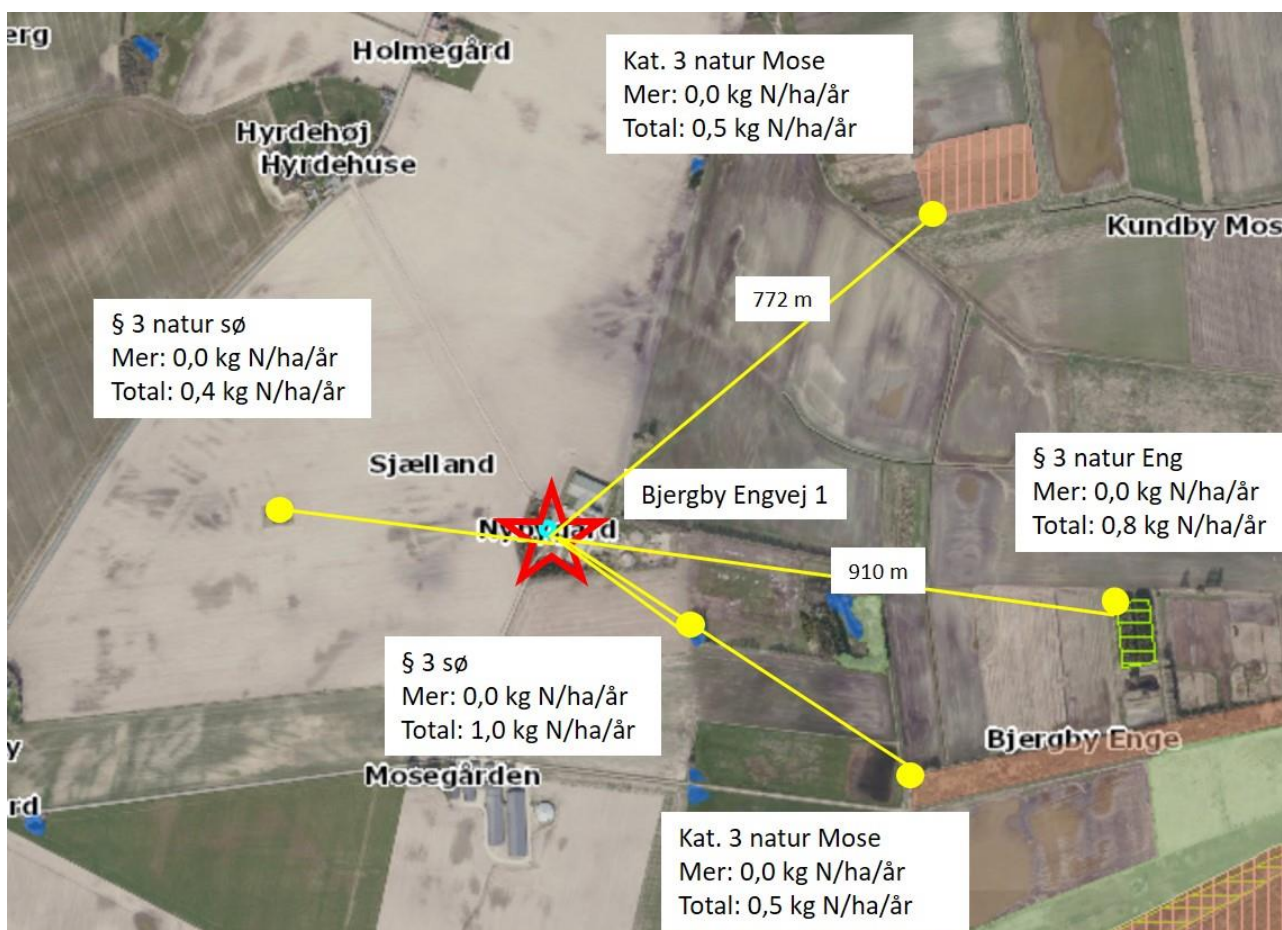 erg
Holmegård
Kat. 3 natur Mose
Mer: 0,0 kg N/ha/år
Total: 0,5 kg N/ha/år
Hyrdehøj
Hyrdehuse
Kundby Mos
772 m
§ 3 natur sø
Mer: 0,0 kg N/ha/år
Total: 0,4 kg N/ha/år
Sjælland
Bjergby Engvej 1
§ 3 natur Eng
Mer: 0,0 kg N/ha/år
Total: 0,8 kg N/ha/år
910 m
§ 3 sø
Mer: 0,0 kg N/ha/år
Total: 1,0 kg N/ha/år
Bjergby Enge
y
Mosegården
rd
Kat. 3 natur Mose
Mer: 0,0 kg N/ha/år
Total: 0,5 kg N/ha/år